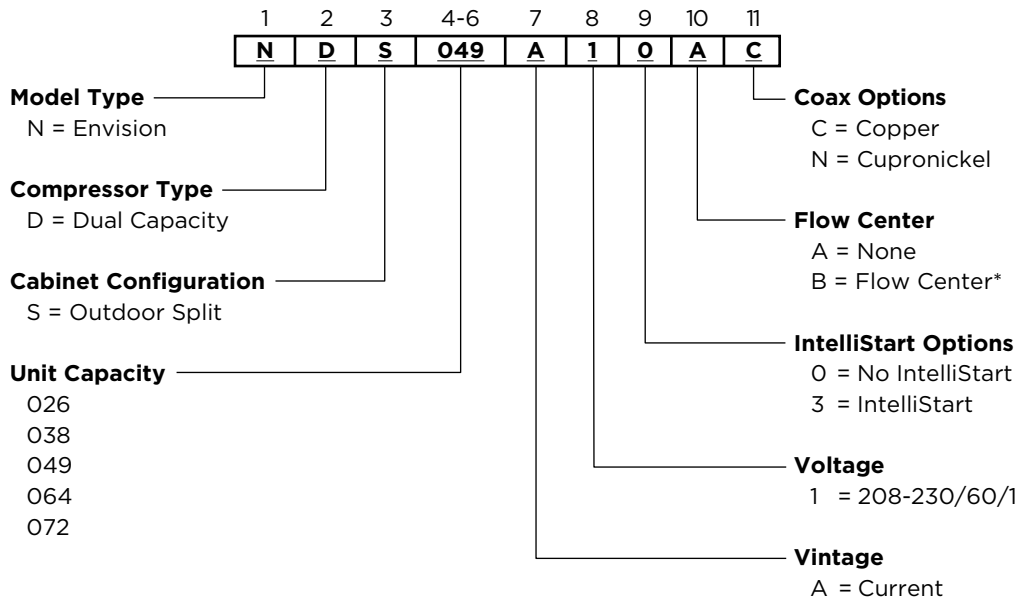 1 2 3 4-6 7 8 9 10 11
N D S 049 A 1 0 A C
Model Type
N = Envision
Compressor Type
D = Dual Capacity
Cabinet Configuration
S = Outdoor Split
Unit Capacity
026
038
049
064
072
Coax Options
C = Copper
N = Cupronickel
Flow Center
A = None
B = Flow Center*
IntelliStart Options
0 = No IntelliStart
3 = IntelliStart
Voltage
1 = 208-230/60/1
Vintage
A = Current